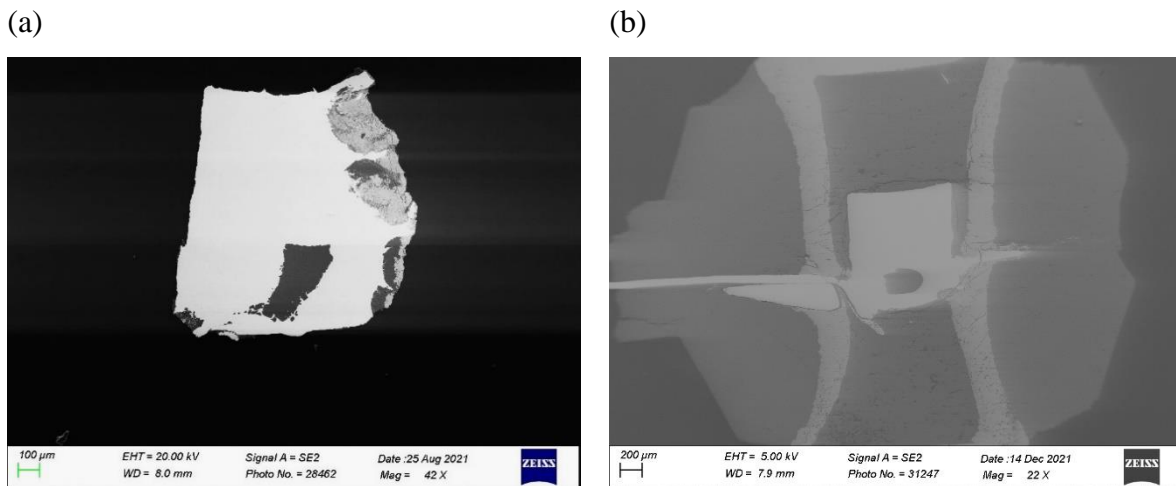 (a)
(b)
100 µm
EHT = 20.00 kV
Signal A = SE2
Date :25 Aug 2021
WD = 8.0 mm
Photo No. = 28462
Mag = 42 X
ZEISS
200 µm
EHT = 5.00 kV
Signal A = SE2
Date :14 Dec 2021
WD = 7.9 mm
Photo No. = 31247
Mag = 22 X
ZEISS